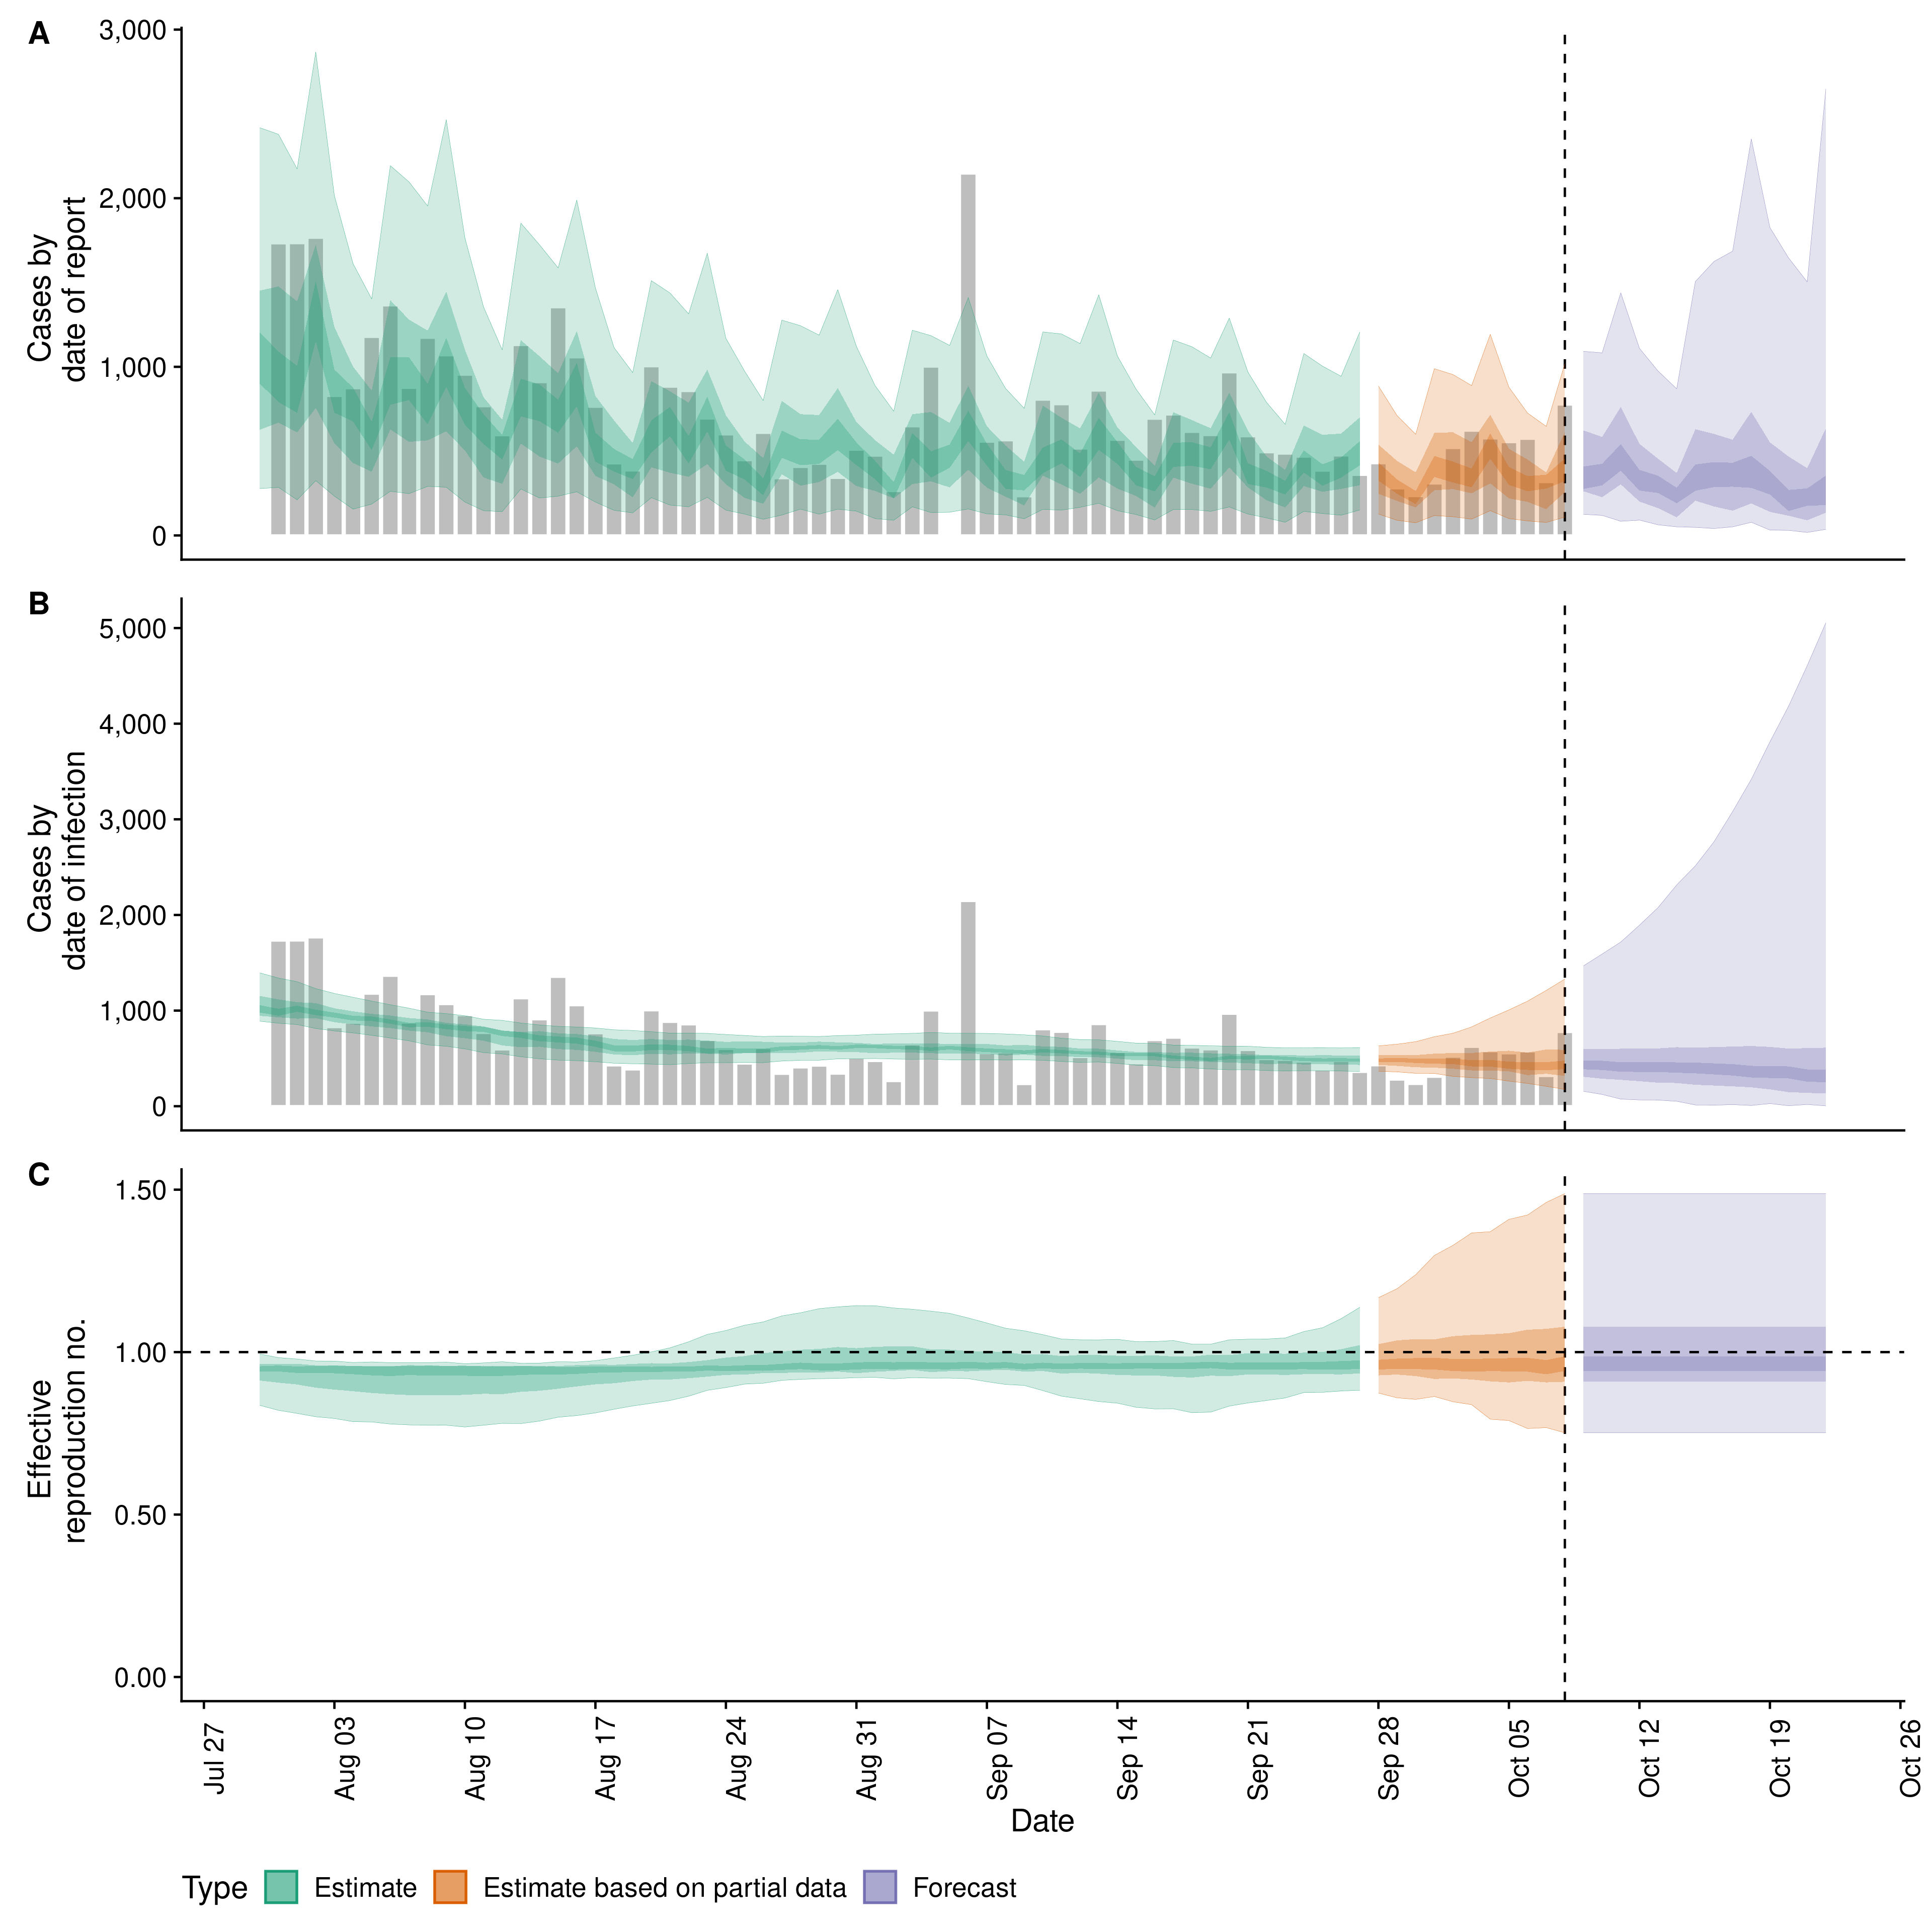 A
3,000
2,000
1,000
0
Cases by
date of report
B
5,000
4,000
3,000
2,000
1,000
0
Cases by
date of infection
C
1.50
1.00
0.50
0.00
Effective
reproduction no.
Jul 27
Aug 03
Aug 10
Aug 17
Aug 24
Aug 31
Sep 07
Sep 14
Sep 21
Sep 28
Oct 05
Oct 12
Oct 19
Oct 26
Date
Type Estimate Estimate based on partial data Forecast